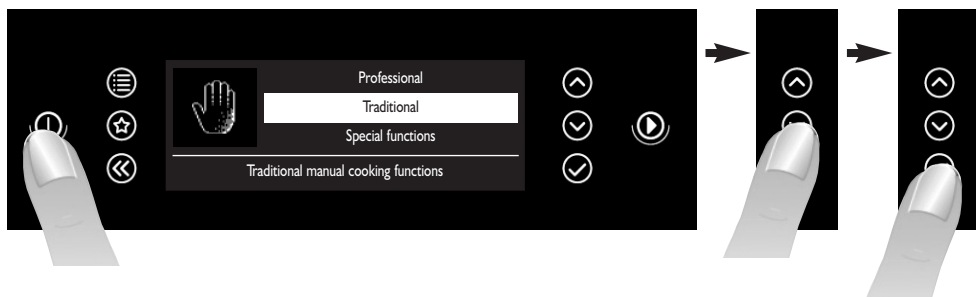 Professional
Traditional
Special functions
Traditional manual cooking functions